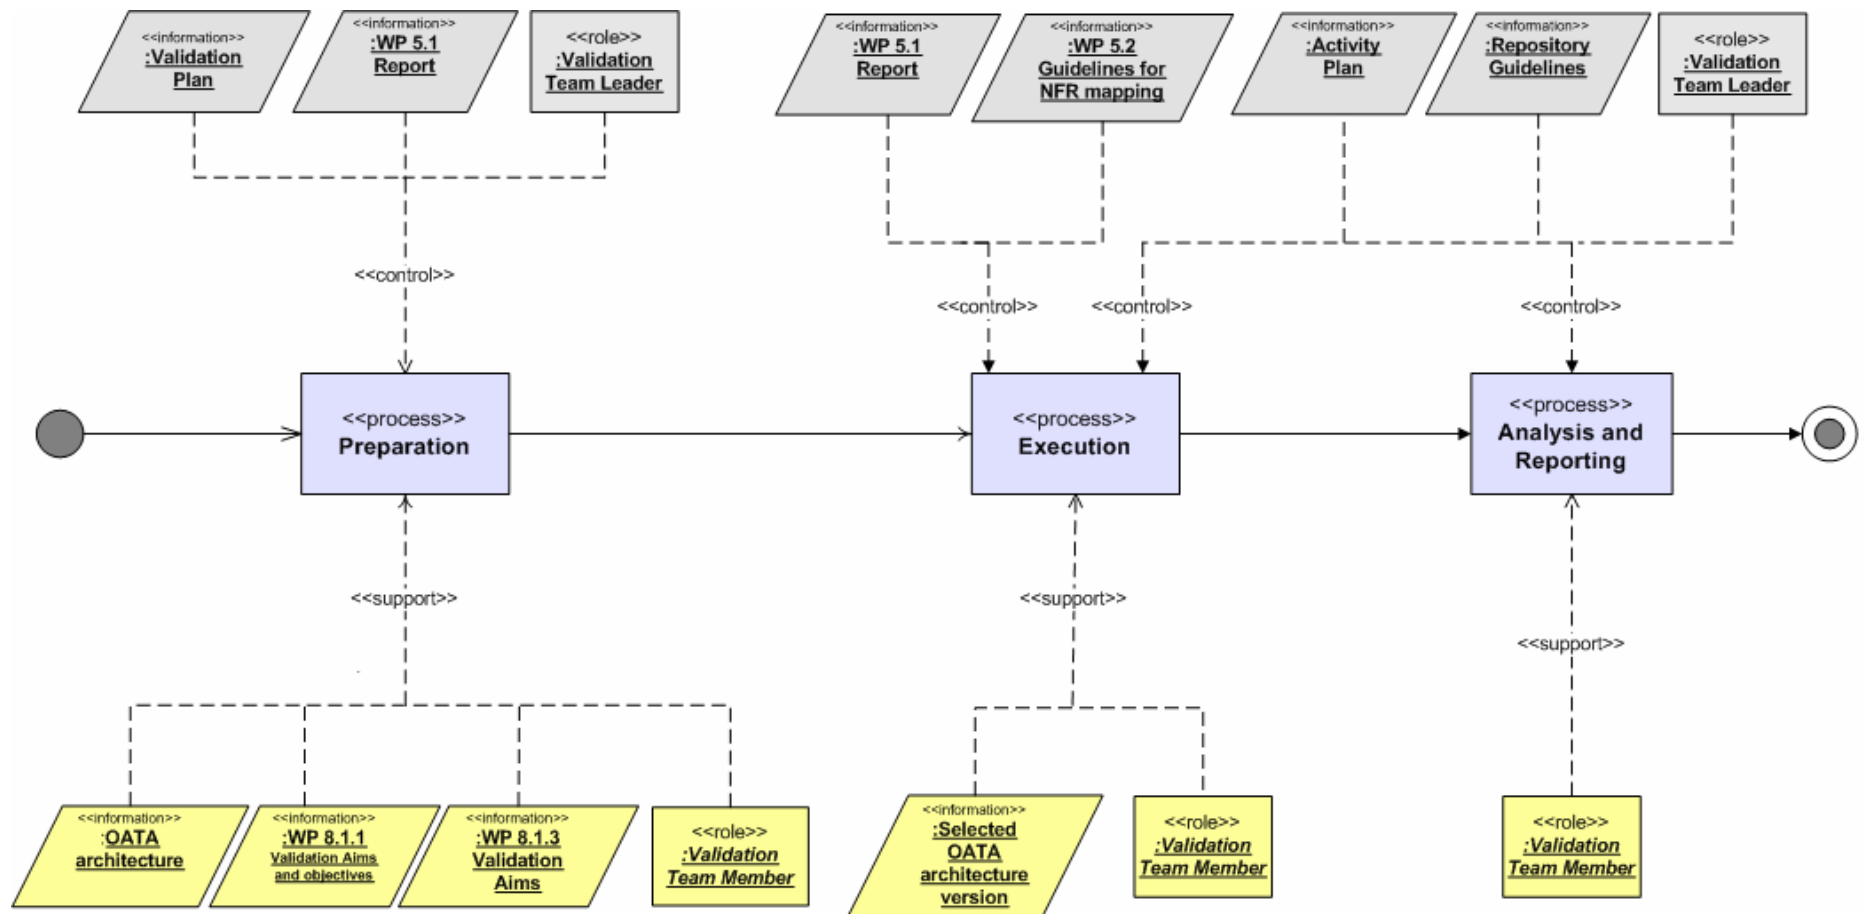 <<information>>
:Validation
Plan
<<information>>
:WP 5.1
Report
<<role>>
:Validation
Team Leader
<<information>>
:WP 5.1
Report
<<information>>
:WP 5.2
Guidelines for
NFR mapping
<<information>>
:Activity
Plan
<<information>>
:Repository
Guidelines
<<role>>
:Validation
Team Leader
<<control>>
<<control>>
<<control>>
<<control>>
<<process>>
Preparation
<<process>>
Execution
<<process>>
Analysis and
Reporting
<<support>>
<<support>>
<<support>>
<<information>>
:OATA
architecture
<<information>>
:WP 8.1.1
Validation Aims
and objectives
<<information>>
:WP 8.1.3
Validation
Aims
<<role>>
:Validation
Team Member
<<information>>
:Selected
OATA
architecture
version
<<role>>
:Validation
Team Member
<<role>>
:Validation
Team Member